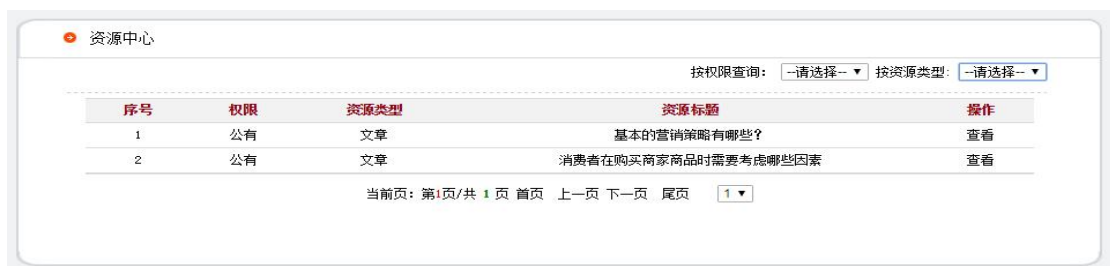 资源中心
按权限查询： --请选择-- ▼ 按资源类型: --请选择-- ▼
序号 权限 资源类型 资源标题 操作
1 公有 文章 基本的营销策略有哪些？ 查看
2 公有 文章 消费者在购买商家商品时需要考虑哪些因素 查看
当前页：第1页/共 1 页 首页 上一页 下一页 尾页 1 ▼